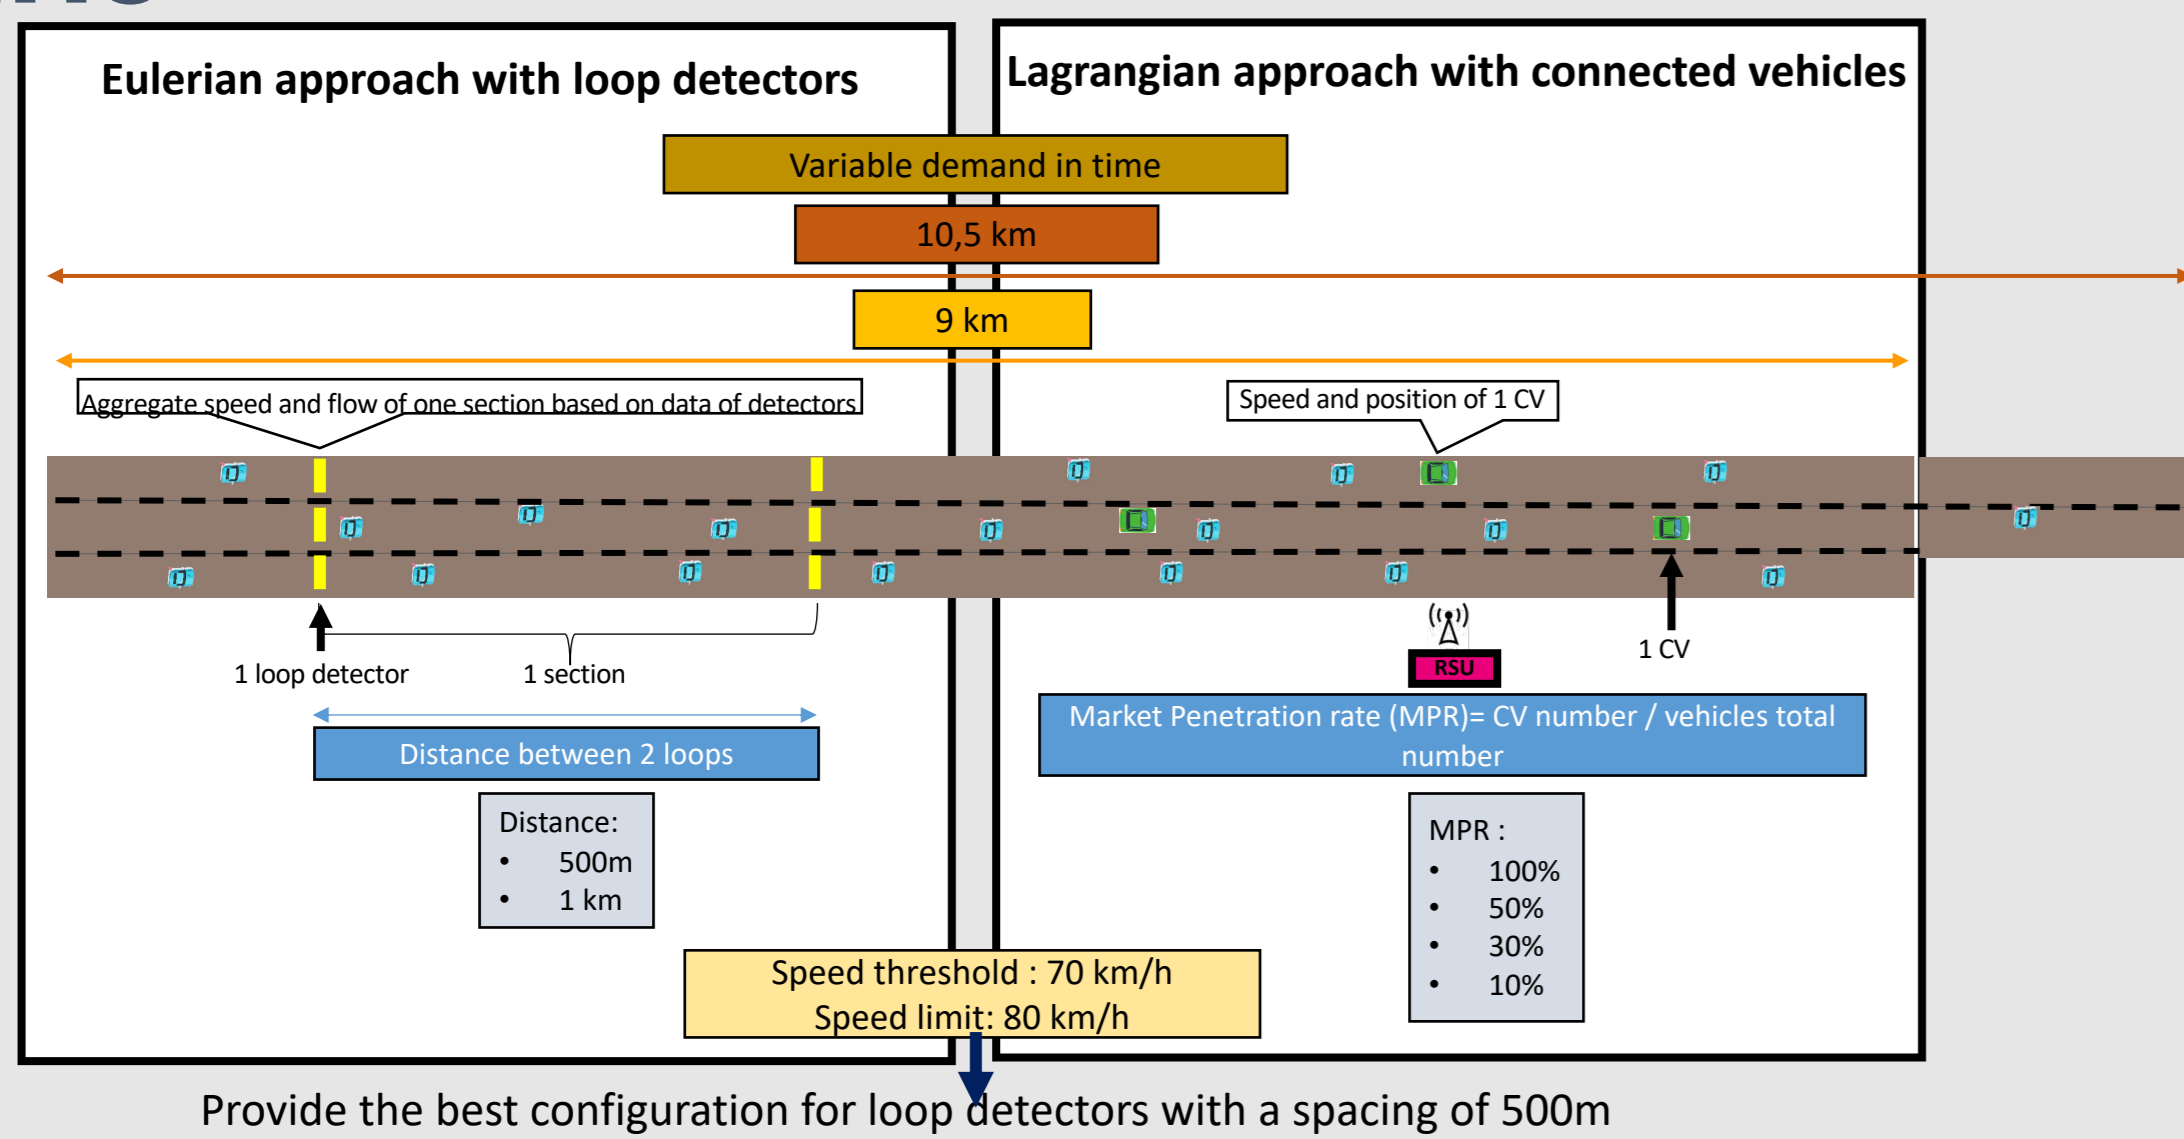 Eulerian approach with loop detectors
Lagrangian approach with connected vehicles
Variable demand in time
10,5 km
9 km
Aggregate speed and flow of one section based on data of detectors
Speed and position of 1 CV
1 loop detector
1 section
RSU
1 CV
Distance between 2 loops
Market Penetration rate (MPR)= CV number / vehicles total
number
Distance:
• 500m
• 1 km
MPR :
• 100%
• 50%
• 30%
• 10%
Speed threshold : 70 km/h
Speed limit: 80 km/h
Provide the best configuration for loop detectors with a spacing of 500m